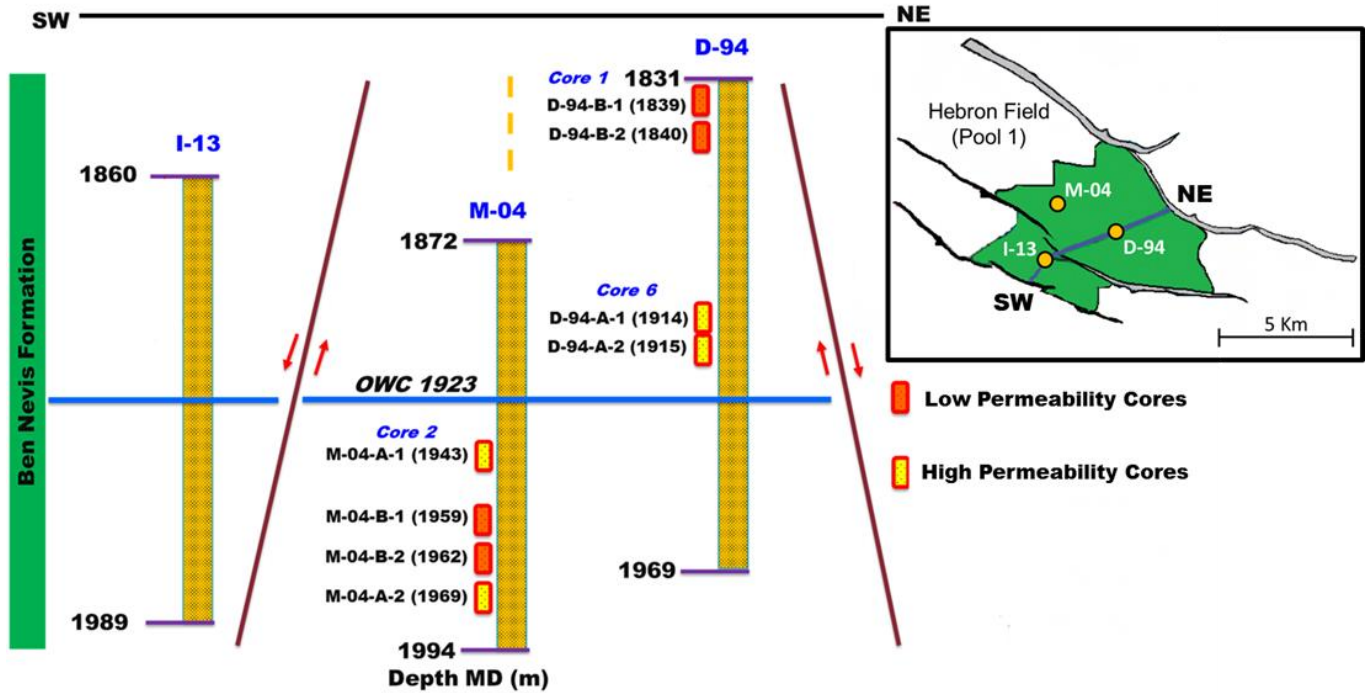 SW
NE
Ben Nevis Formation
I-13
1860
1989
M-04
1872
OWC 1923
Core 2
M-04-A-1 (1943)
M-04-B-1 (1959)
M-04-B-2 (1962)
M-04-A-2 (1969)
1994
Depth MD (m)
D-94
Core 1
1831
D-94-B-1 (1839)
D-94-B-2 (1840)
Core 6
D-94-A-1 (1914)
D-94-A-2 (1915)
1969
Hebron Field
(Pool 1)
M-04
NE
I-13
D-94
SW
5 Km
Low Permeability Cores
High Permeability Cores